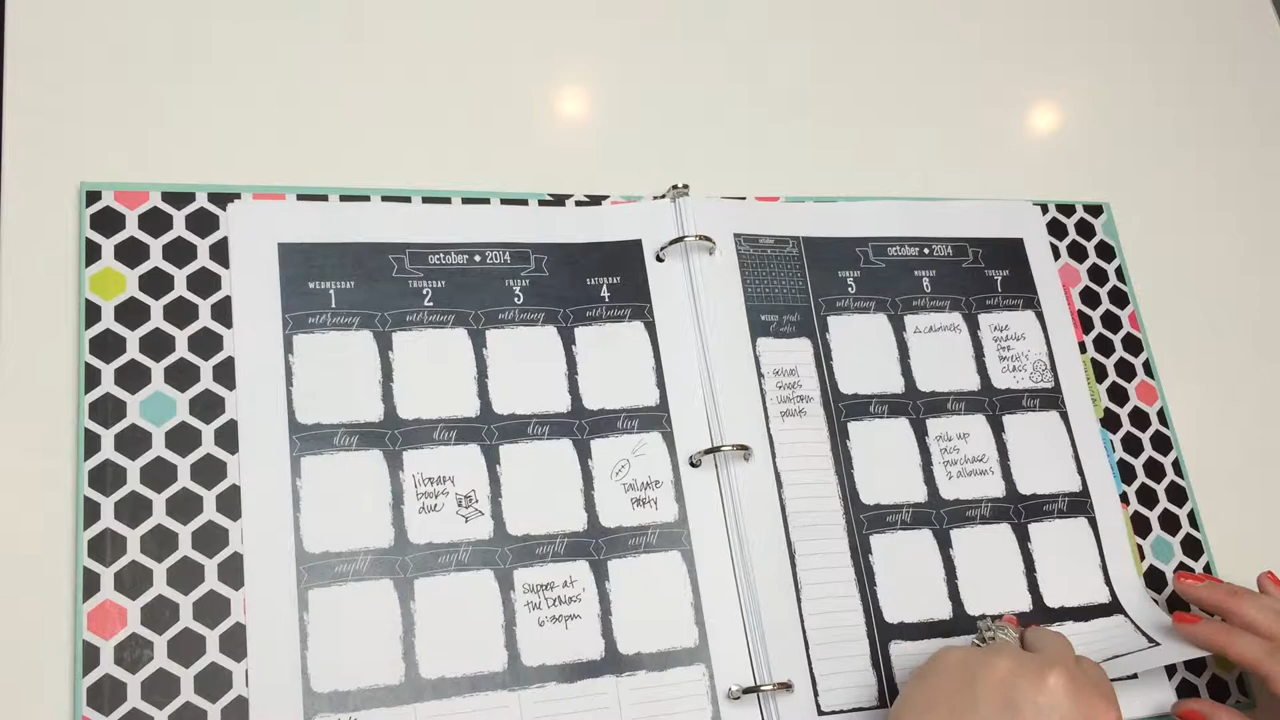 october ◆ 2014
WEDNESDAY
1
THURSDAY
2
FRIDAY
3
SATURDAY
4
morning
morning
morning
morning
day
day
day
day
library
books
due
Tailgate
Party
night
night
night
night
supper at
the DeMoss'
6:30pm
october
WEEKLY goals
& notes
· school
shoes
· uniform
pants
october ◆ 2014
SUNDAY
5
MONDAY
6
TUESDAY
7
morning
morning
morning
△ cabinets
Take
snacks
for
Brett's
class
day
day
day
pick up
pics
· purchase
2 albums
night
night
night